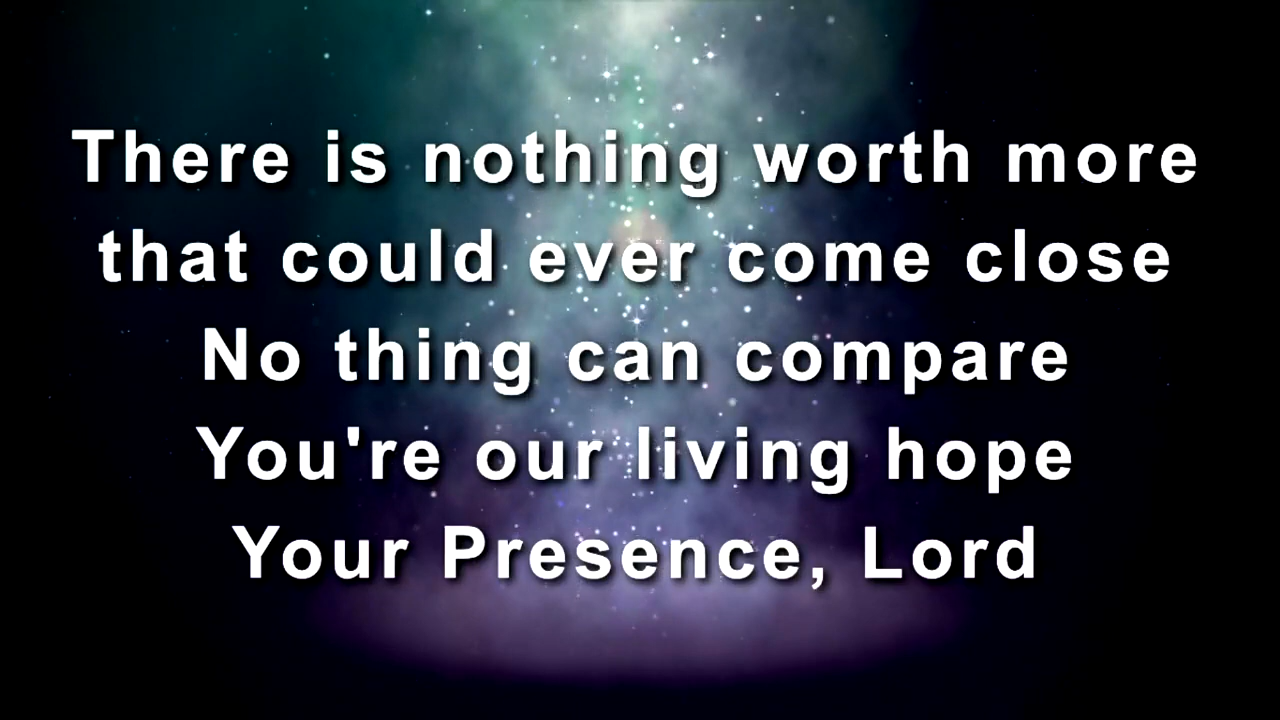 There is nothing worth more
that could ever come close
No thing can compare
You're our living hope
Your Presence, Lord